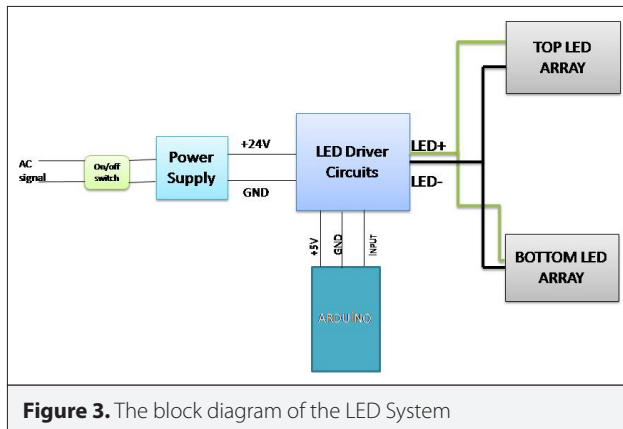 TOP LED
ARRAY
AC
signal
On/off
switch
Power
Supply
+24V
GND
LED Driver
Circuits
LED+
LED-
+5V
GND
INPUT
ARDUINO
BOTTOM LED
ARRAY
Figure 3. The block diagram of the LED System